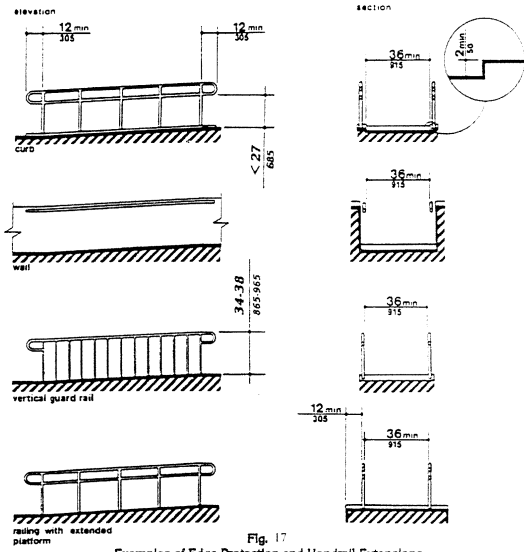 elevation
section
12 min
305
12 min
305
36 min
915
2 min
50
curb
< 27
685
36 min
915
wall
34-38
865-965
36 min
915
vertical guard rail
12 min
305
36 min
915
railing with extended
platform
Fig. 17
Examples of Edge Protection and Handrail Extensions